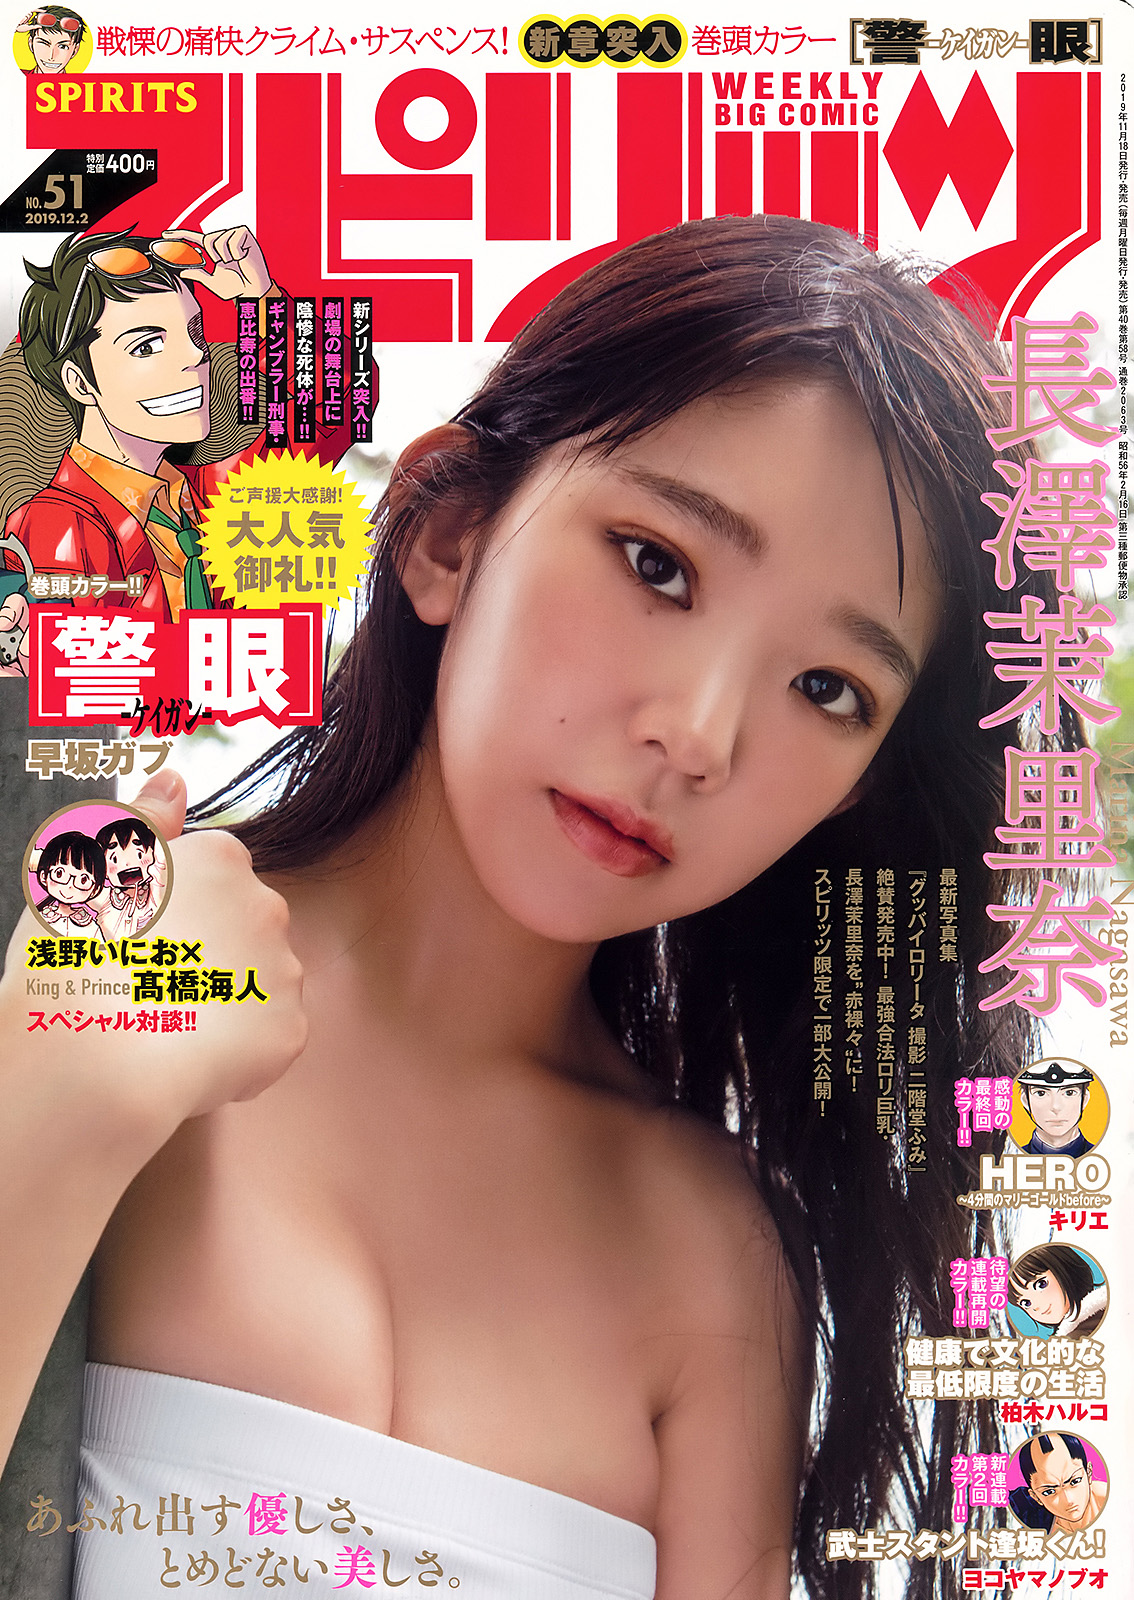 戦慄の痛快クライム・サスペンス! 新章突入 巻頭カラー [警-ケイガン-眼]
SPIRITS
スピリッツ
WEEKLY
BIG COMIC
特別定価400円
NO.51
2019.12.2
2019年11月18日発行・発売(毎週月曜日発行・発売)第40巻第58号 通巻2063号 昭和56年2月16日第三種郵便物承認
新シリーズ突入!!
劇場の舞台上に
陰惨な死体が…!!
ギャンブラー刑事・
恵比寿の出番!!
ご声援大感謝!
大人気
御礼!!
巻頭カラー!!
[警眼]
-ケイガン-
早坂ガブ
浅野いにお×
King & Prince髙橋海人
スペシャル対談!!
長澤茉里奈
Marina Nagasawa
最新写真集
『グッバイロリータ 撮影 二階堂ふみ』
絶賛発売中! 最強合法ロリ巨乳・
長澤茉里奈を"赤裸々"に!
スピリッツ限定で一部大公開!
感動の
最終回
カラー!!
HERO
~4分間のマリーゴールドbefore~
キリエ
待望の
連載再開
カラー!!
健康で文化的な
最低限度の生活
柏木ハルコ
新連載
第2回
カラー!!
武士スタント逢坂くん!
ヨコヤマノブオ
あふれ出す優しさ、
とめどない美しさ。